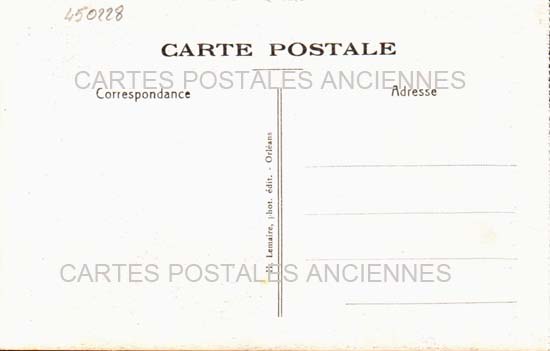 450228
CARTE POSTALE
CARTES POSTALES ANCIENNES
Correspondance
Adresse
H. Lemaire, phot. édit. - Orléans
CARTES POSTALES ANCIENNES